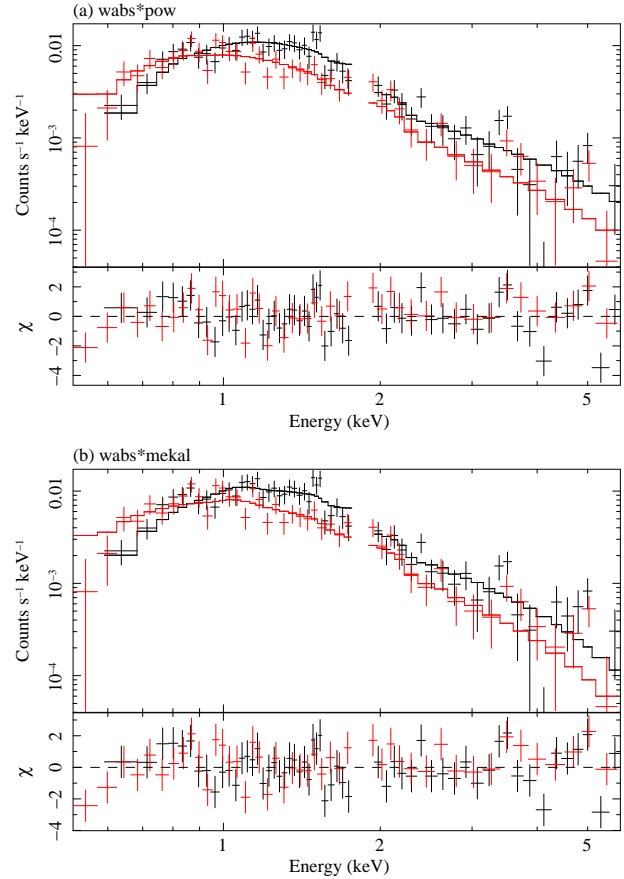 (a) wabs*pow
0.01
10⁻³
10⁻⁴
Counts s⁻¹ keV⁻¹
2
0
−2
−4
χ
1
2
5
Energy (keV)
(b) wabs*mekal
0.01
10⁻³
10⁻⁴
Counts s⁻¹ keV⁻¹
2
0
−2
−4
χ
1
2
5
Energy (keV)